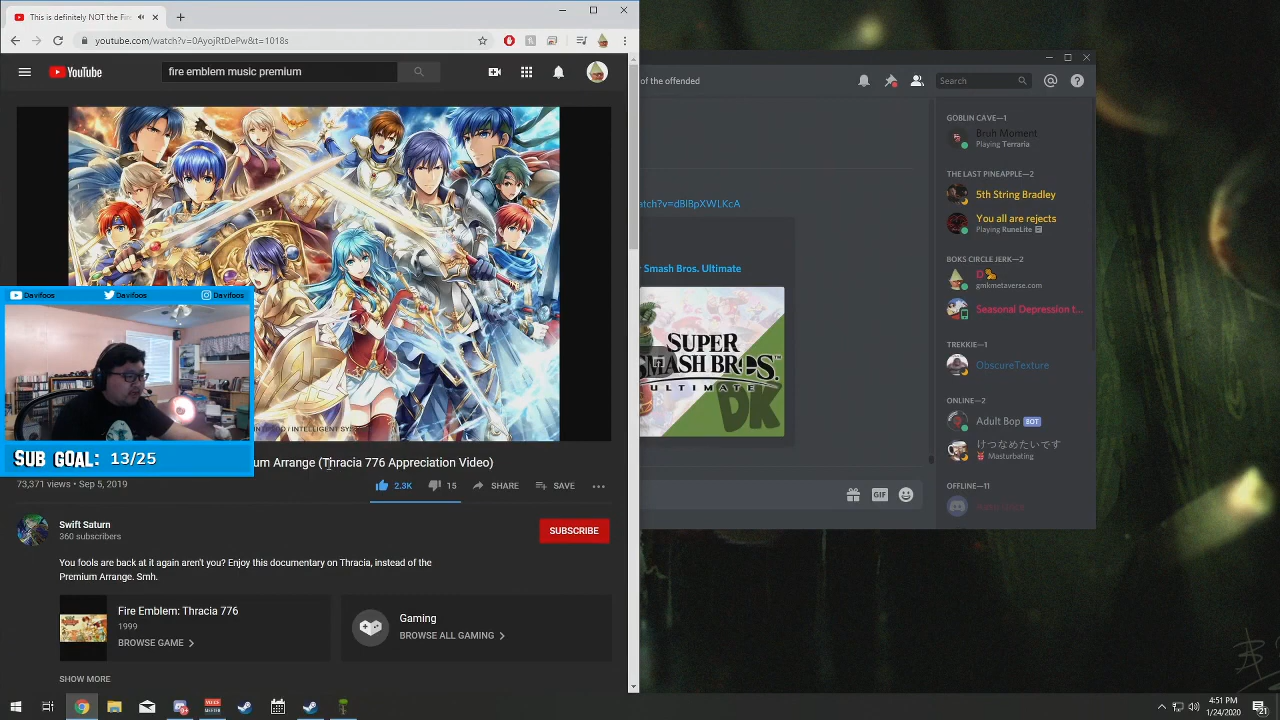 This is definitely NOT the Fir
youtube.com/watch?v=0AyojRtDePw&t=1018s
YouTube
fire emblem music premium
Davifoos
Davifoos
Davifoos
SUB GOAL: 13/25
um Arrange (Thracia 776 Appreciation Video)
73,371 views • Sep 5, 2019
2.3K
15
SHARE
SAVE
Swift Saturn
360 subscribers
SUBSCRIBE
You fools are back at it again aren't you? Enjoy this documentary on Thracia, instead of the
Premium Arrange. Smh.
Fire Emblem: Thracia 776
1999
BROWSE GAME
Gaming
BROWSE ALL GAMING
SHOW MORE
of the offended
Search
atch?v=dBlBpXWLKcA
Smash Bros. Ultimate
SUPER
SMASH BROS.
ULTIMATE
DK
GIF
GOBLIN CAVE—1
Bruh Moment
Playing Terraria
THE LAST PINEAPPLE—2
5th String Bradley
You all are rejects
Playing RuneLite
BOKS CIRCLE JERK—2
D
gmkmetaverse.com
Seasonal Depression t...
TREKKIE—1
ObscureTexture
ONLINE—2
Adult Bop BOT
けつなめたいです
Masturbating
OFFLINE—11
4:51 PM
1/24/2020
21